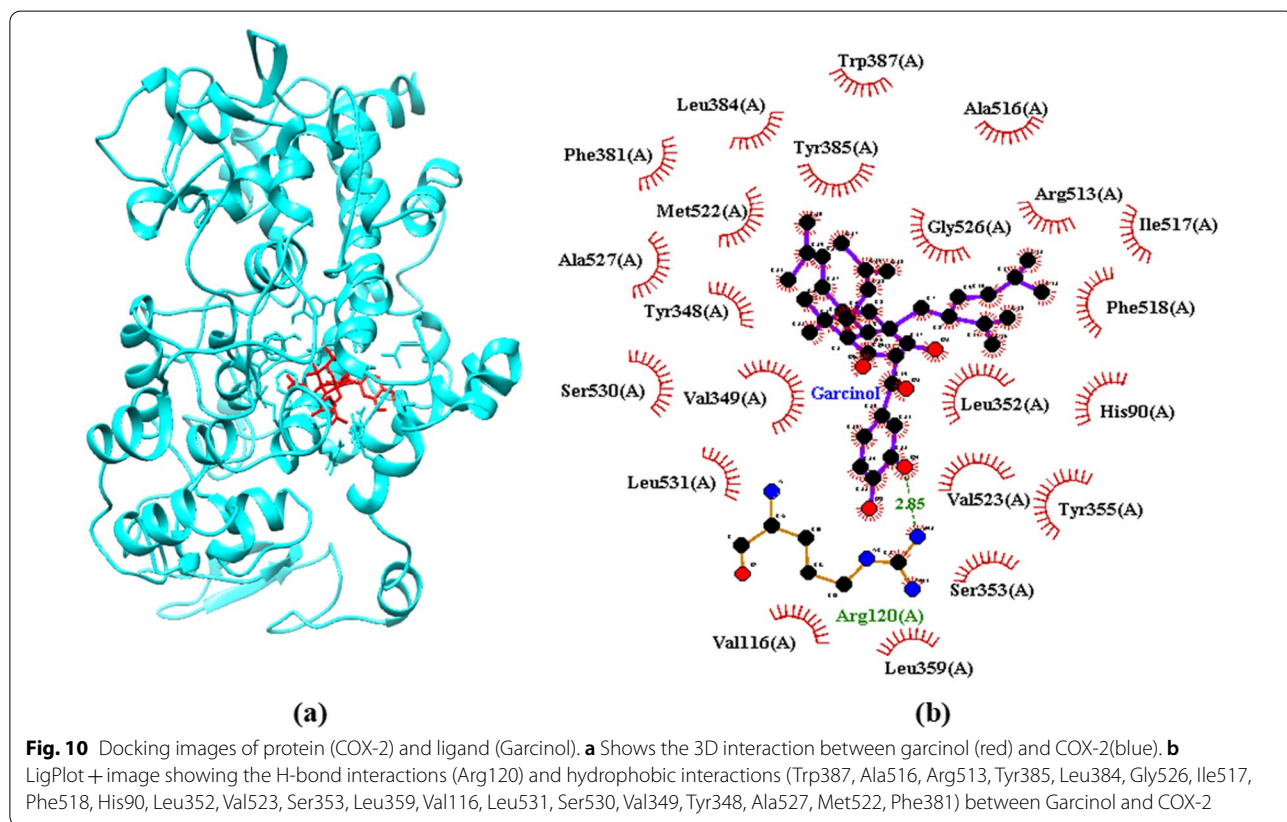 Trp387(A)
Leu384(A)
Ala516(A)
Phe381(A)
Tyr385(A)
Arg513(A)
Met522(A)
Gly526(A)
Ile517(A)
Ala527(A)
Tyr348(A)
Phe518(A)
Ser530(A)
Val349(A)
Garcinol
Leu352(A)
His90(A)
Leu531(A)
Val523(A)
Tyr355(A)
2.85
Ser353(A)
Arg120(A)
Val116(A)
Leu359(A)
(a)
(b)
Fig. 10 Docking images of protein (COX-2) and ligand (Garcinol). a Shows the 3D interaction between garcinol (red) and COX-2(blue). b
LigPlot + image showing the H-bond interactions (Arg120) and hydrophobic interactions (Trp387, Ala516, Arg513, Tyr385, Leu384, Gly526, Ile517,
Phe518, His90, Leu352, Val523, Ser353, Leu359, Val116, Leu531, Ser530, Val349, Tyr348, Ala527, Met522, Phe381) between Garcinol and COX-2